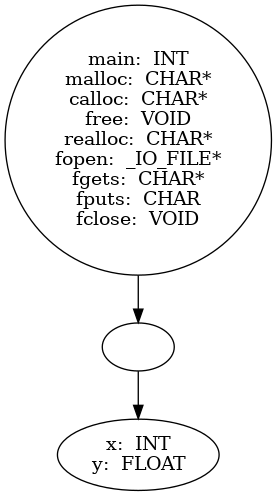 main: INT
malloc: CHAR*
calloc: CHAR*
free: VOID
realloc: CHAR*
fopen: _IO_FILE*
fgets: CHAR*
fputs: CHAR
fclose: VOID
x: INT
y: FLOAT